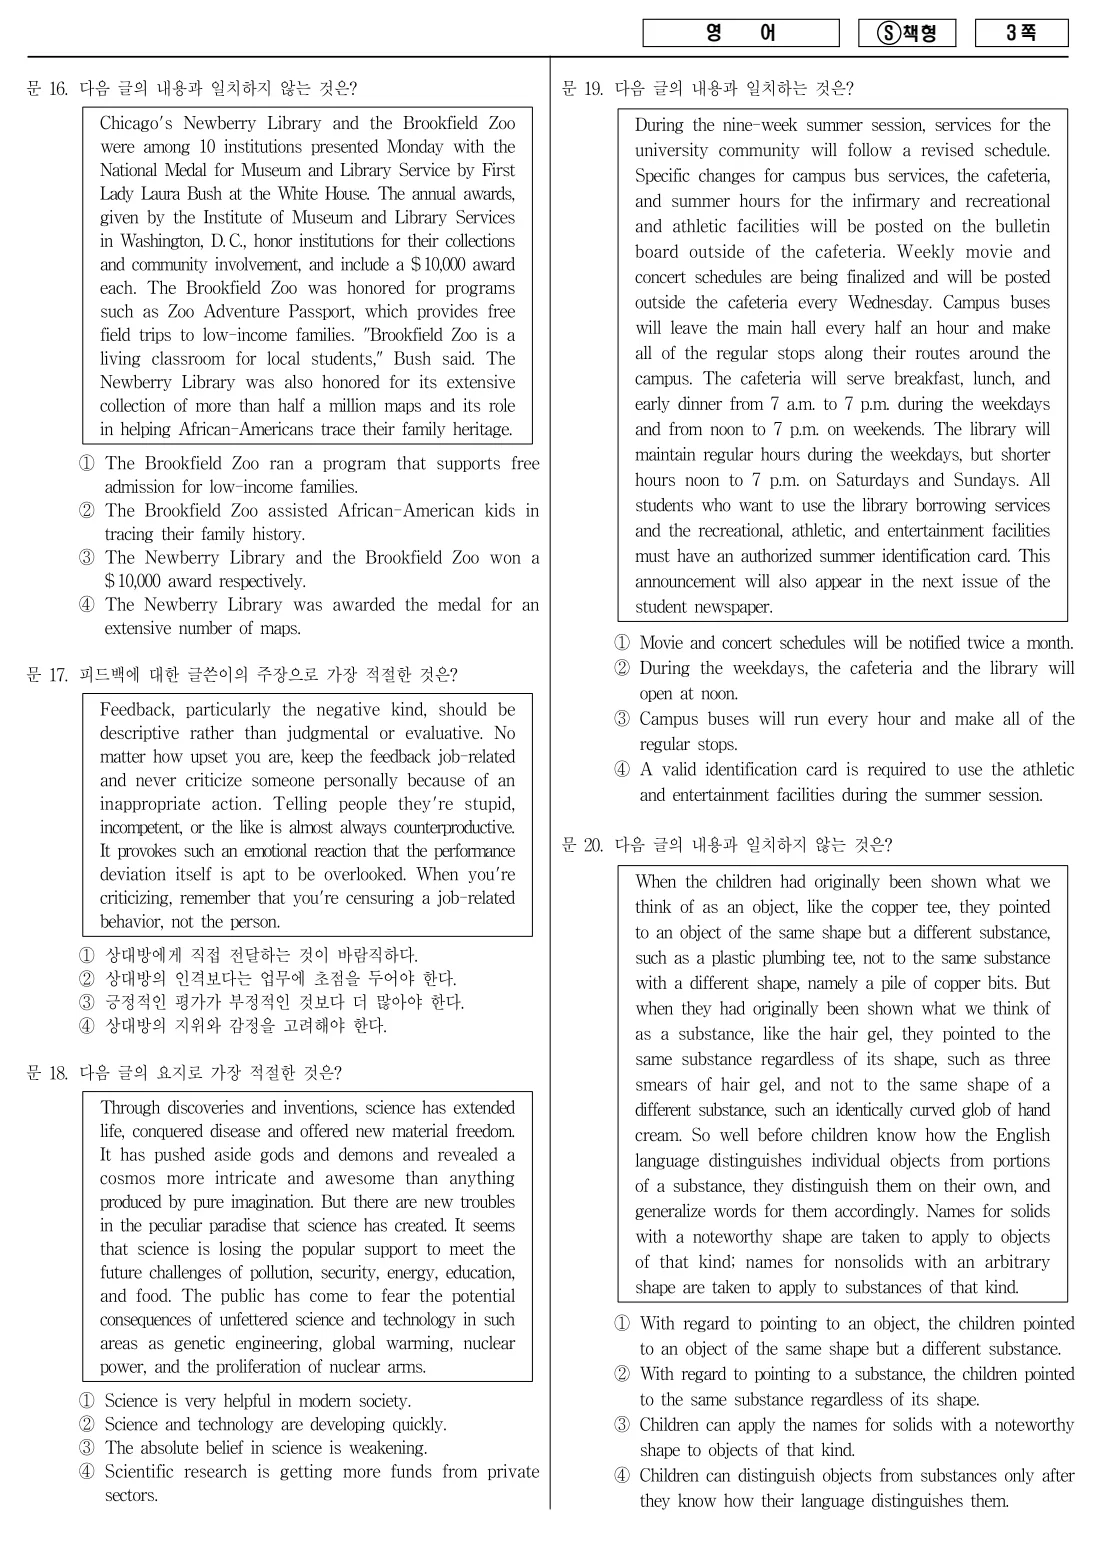 영 어 Ⓢ책형 3쪽
문 16. 다음 글의 내용과 일치하지 않는 것은?
Chicago's Newberry Library and the Brookfield Zoo
were among 10 institutions presented Monday with the
National Medal for Museum and Library Service by First
Lady Laura Bush at the White House. The annual awards,
given by the Institute of Museum and Library Services
in Washington, D.C., honor institutions for their collections
and community involvement, and include a $10,000 award
each. The Brookfield Zoo was honored for programs
such as Zoo Adventure Passport, which provides free
field trips to low-income families. "Brookfield Zoo is a
living classroom for local students," Bush said. The
Newberry Library was also honored for its extensive
collection of more than half a million maps and its role
in helping African-Americans trace their family heritage.
① The Brookfield Zoo ran a program that supports free
admission for low-income families.
② The Brookfield Zoo assisted African-American kids in
tracing their family history.
③ The Newberry Library and the Brookfield Zoo won a
$10,000 award respectively.
④ The Newberry Library was awarded the medal for an
extensive number of maps.
문 17. 피드백에 대한 글쓴이의 주장으로 가장 적절한 것은?
Feedback, particularly the negative kind, should be
descriptive rather than judgmental or evaluative. No
matter how upset you are, keep the feedback job-related
and never criticize someone personally because of an
inappropriate action. Telling people they're stupid,
incompetent, or the like is almost always counterproductive.
It provokes such an emotional reaction that the performance
deviation itself is apt to be overlooked. When you're
criticizing, remember that you're censuring a job-related
behavior, not the person.
① 상대방에게 직접 전달하는 것이 바람직하다.
② 상대방의 인격보다는 업무에 초점을 두어야 한다.
③ 긍정적인 평가가 부정적인 것보다 더 많아야 한다.
④ 상대방의 지위와 감정을 고려해야 한다.
문 18. 다음 글의 요지로 가장 적절한 것은?
Through discoveries and inventions, science has extended
life, conquered disease and offered new material freedom.
It has pushed aside gods and demons and revealed a
cosmos more intricate and awesome than anything
produced by pure imagination. But there are new troubles
in the peculiar paradise that science has created. It seems
that science is losing the popular support to meet the
future challenges of pollution, security, energy, education,
and food. The public has come to fear the potential
consequences of unfettered science and technology in such
areas as genetic engineering, global warming, nuclear
power, and the proliferation of nuclear arms.
① Science is very helpful in modern society.
② Science and technology are developing quickly.
③ The absolute belief in science is weakening.
④ Scientific research is getting more funds from private
sectors.
문 19. 다음 글의 내용과 일치하는 것은?
During the nine-week summer session, services for the
university community will follow a revised schedule.
Specific changes for campus bus services, the cafeteria,
and summer hours for the infirmary and recreational
and athletic facilities will be posted on the bulletin
board outside of the cafeteria. Weekly movie and
concert schedules are being finalized and will be posted
outside the cafeteria every Wednesday. Campus buses
will leave the main hall every half an hour and make
all of the regular stops along their routes around the
campus. The cafeteria will serve breakfast, lunch, and
early dinner from 7 a.m. to 7 p.m. during the weekdays
and from noon to 7 p.m. on weekends. The library will
maintain regular hours during the weekdays, but shorter
hours noon to 7 p.m. on Saturdays and Sundays. All
students who want to use the library borrowing services
and the recreational, athletic, and entertainment facilities
must have an authorized summer identification card. This
announcement will also appear in the next issue of the
student newspaper.
① Movie and concert schedules will be notified twice a month.
② During the weekdays, the cafeteria and the library will
open at noon.
③ Campus buses will run every hour and make all of the
regular stops.
④ A valid identification card is required to use the athletic
and entertainment facilities during the summer session.
문 20. 다음 글의 내용과 일치하지 않는 것은?
When the children had originally been shown what we
think of as an object, like the copper tee, they pointed
to an object of the same shape but a different substance,
such as a plastic plumbing tee, not to the same substance
with a different shape, namely a pile of copper bits. But
when they had originally been shown what we think of
as a substance, like the hair gel, they pointed to the
same substance regardless of its shape, such as three
smears of hair gel, and not to the same shape of a
different substance, such an identically curved glob of hand
cream. So well before children know how the English
language distinguishes individual objects from portions
of a substance, they distinguish them on their own, and
generalize words for them accordingly. Names for solids
with a noteworthy shape are taken to apply to objects
of that kind; names for nonsolids with an arbitrary
shape are taken to apply to substances of that kind.
① With regard to pointing to an object, the children pointed
to an object of the same shape but a different substance.
② With regard to pointing to a substance, the children pointed
to the same substance regardless of its shape.
③ Children can apply the names for solids with a noteworthy
shape to objects of that kind.
④ Children can distinguish objects from substances only after
they know how their language distinguishes them.